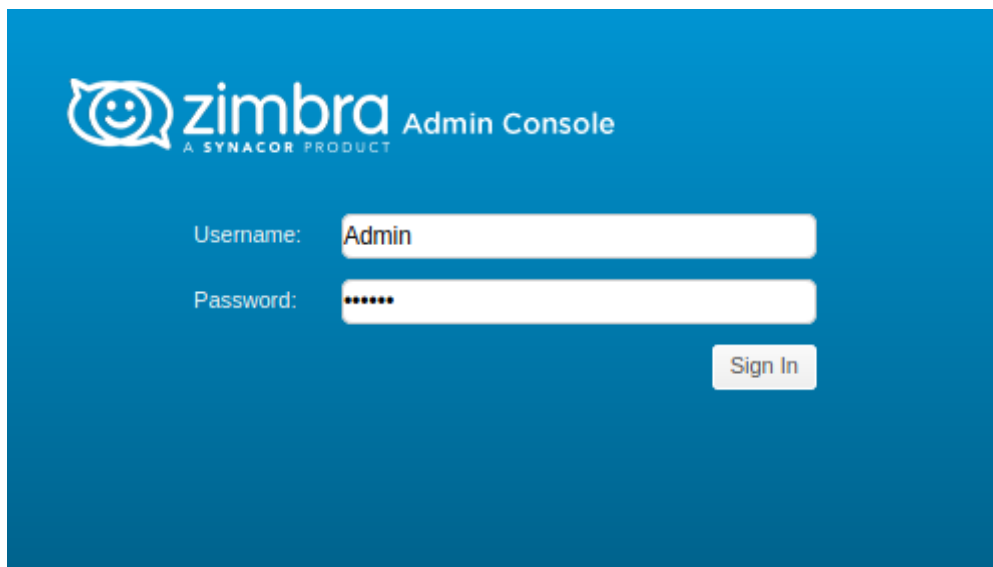 zimbra Admin Console
A SYNACOR PRODUCT
Username: Admin
Password: ••••••
Sign In